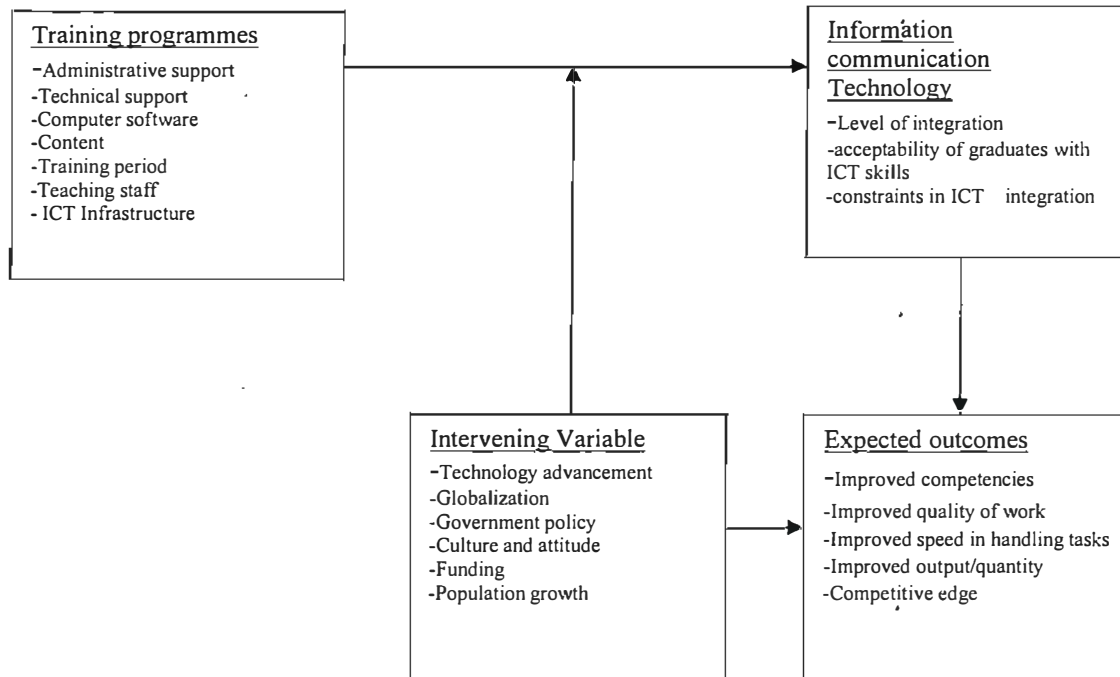 Training programmes
-Administrative support
-Technical support
-Computer software
-Content
-Training period
-Teaching staff
- ICT Infrastructure
Information
communication
Technology
-Level of integration
-acceptability of graduates with
ICT skills
-constraints in ICT integration
Intervening Variable
-Technology advancement
-Globalization
-Government policy
-Culture and attitude
-Funding
-Population growth
Expected outcomes
-Improved competencies
-Improved quality of work
-Improved speed in handling tasks
-Improved output/quantity
-Competitive edge